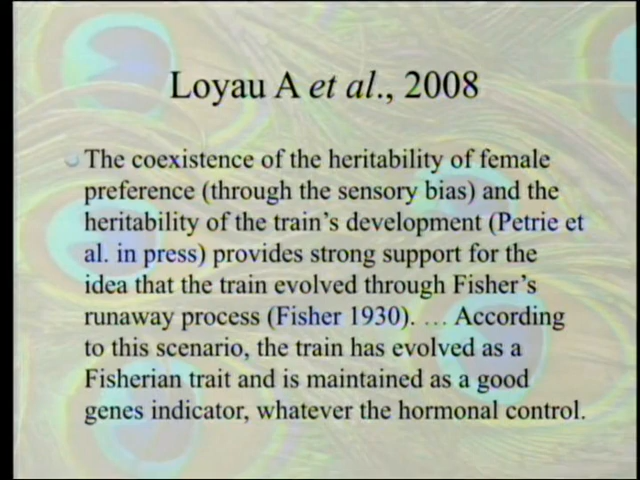 Loyau A et al., 2008
The coexistence of the heritability of female
preference (through the sensory bias) and the
heritability of the train's development (Petrie et
al. in press) provides strong support for the
idea that the train evolved through Fisher's
runaway process (Fisher 1930). … According
to this scenario, the train has evolved as a
Fisherian trait and is maintained as a good
genes indicator, whatever the hormonal control.